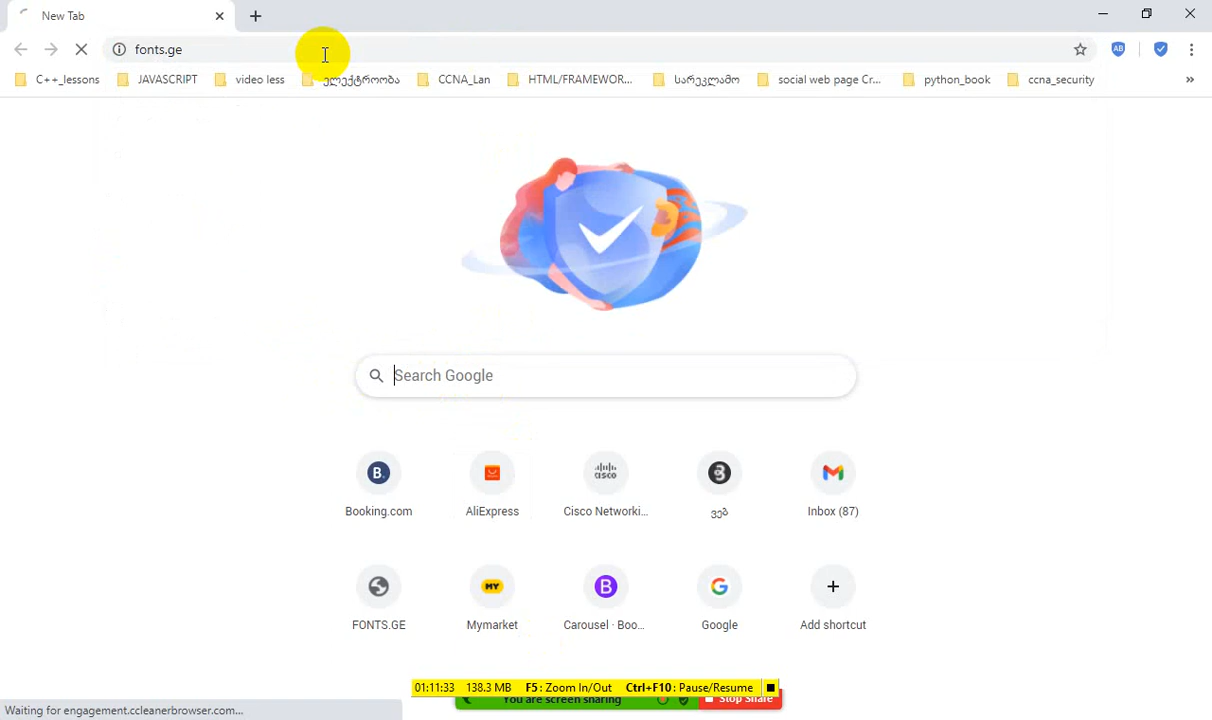 New Tab
fonts.ge
C++_lessons JAVASCRIPT video less ელექტროობა CCNA_Lan HTML/FRAMEWOR... სარეკლამო social web page Cr... python_book ccna_security »
Search Google
Booking.com AliExpress Cisco Networki... ვებ Inbox (87)
FONTS.GE Mymarket Carousel · Boo... Google Add shortcut
01:11:33 138.3 MB F5: Zoom In/Out Ctrl+F10: Pause/Resume
You are screen sharing Stop Share
Waiting for engagement.ccleanerbrowser.com...